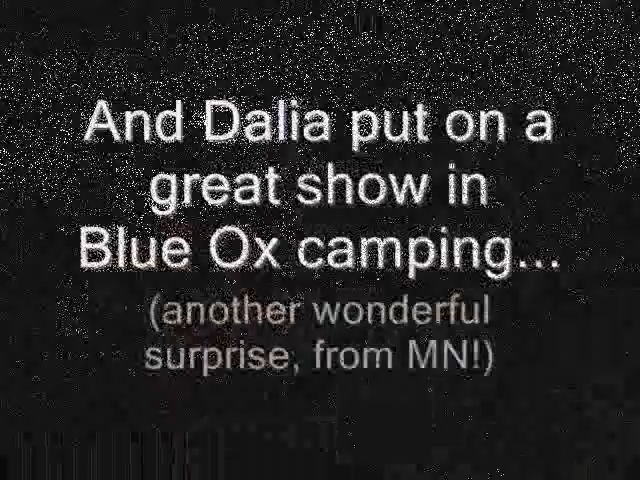 And Dalia put on a
great show in
Blue Ox camping...
(another wonderful
surprise, from MN!)